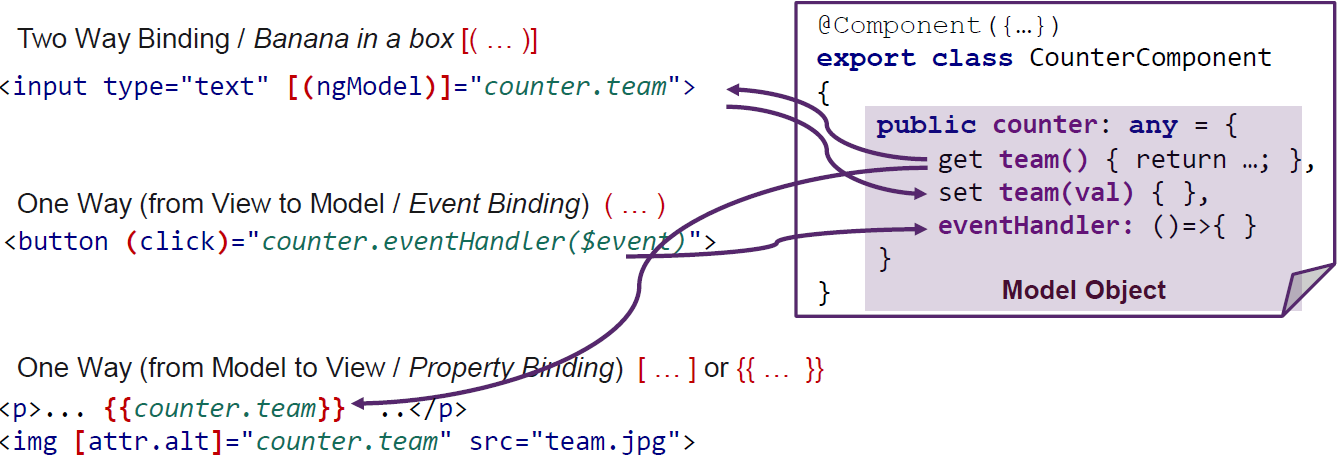 Two Way Binding / Banana in a box [( … )]
<input type="text" [(ngModel)]="counter.team">
One Way (from View to Model / Event Binding) ( … )
<button (click)="counter.eventHandler($event)">
One Way (from Model to View / Property Binding) [ … ] or {{ … }}
<p>... {{counter.team}} ..</p>
<img [attr.alt]="counter.team" src="team.jpg">
@Component({…})
export class CounterComponent
{
public counter: any = {
get team() { return …; },
set team(val) { },
eventHandler: ()=>{ }
}
}
Model Object